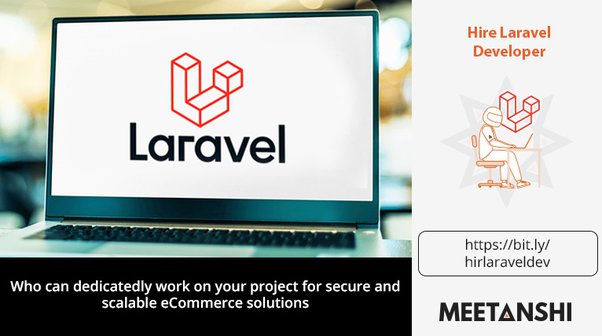 Laravel
Who can dedicatedly work on your project for secure and
scalable eCommerce solutions
Hire Laravel
Developer
https://bit.ly/
hirlaraveldev
MEETANSHI